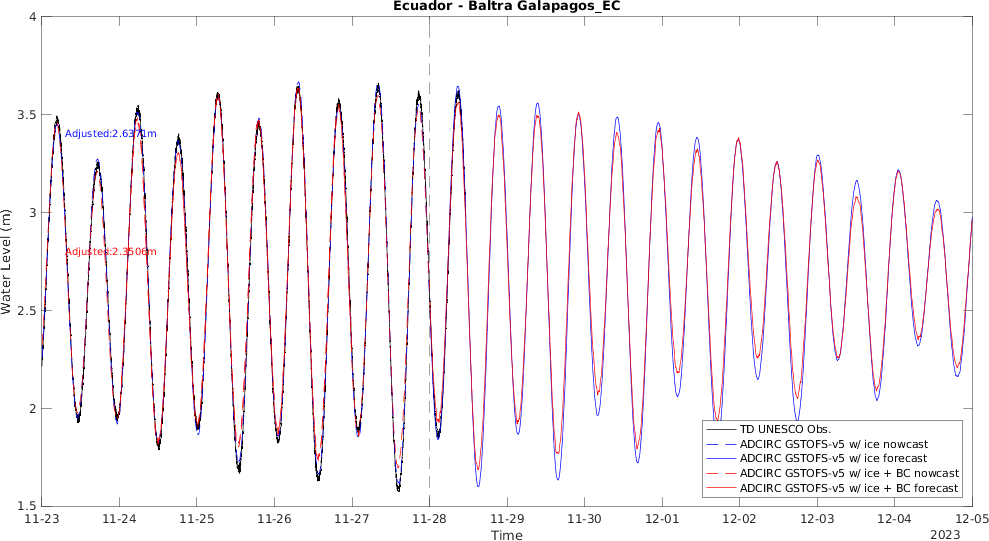 Ecuador - Baltra Galapagos_EC
4
3.5
3
2.5
2
1.5
Water Level (m)
Adjusted:2.6371m
Adjusted:2.3506m
TD UNESCO Obs.
ADCIRC GSTOFS-v5 w/ ice nowcast
ADCIRC GSTOFS-v5 w/ ice forecast
ADCIRC GSTOFS-v5 w/ ice + BC nowcast
ADCIRC GSTOFS-v5 w/ ice + BC forecast
11-23 11-24 11-25 11-26 11-27 11-28 11-29 11-30 12-01 12-02 12-03 12-04 12-05
Time
2023